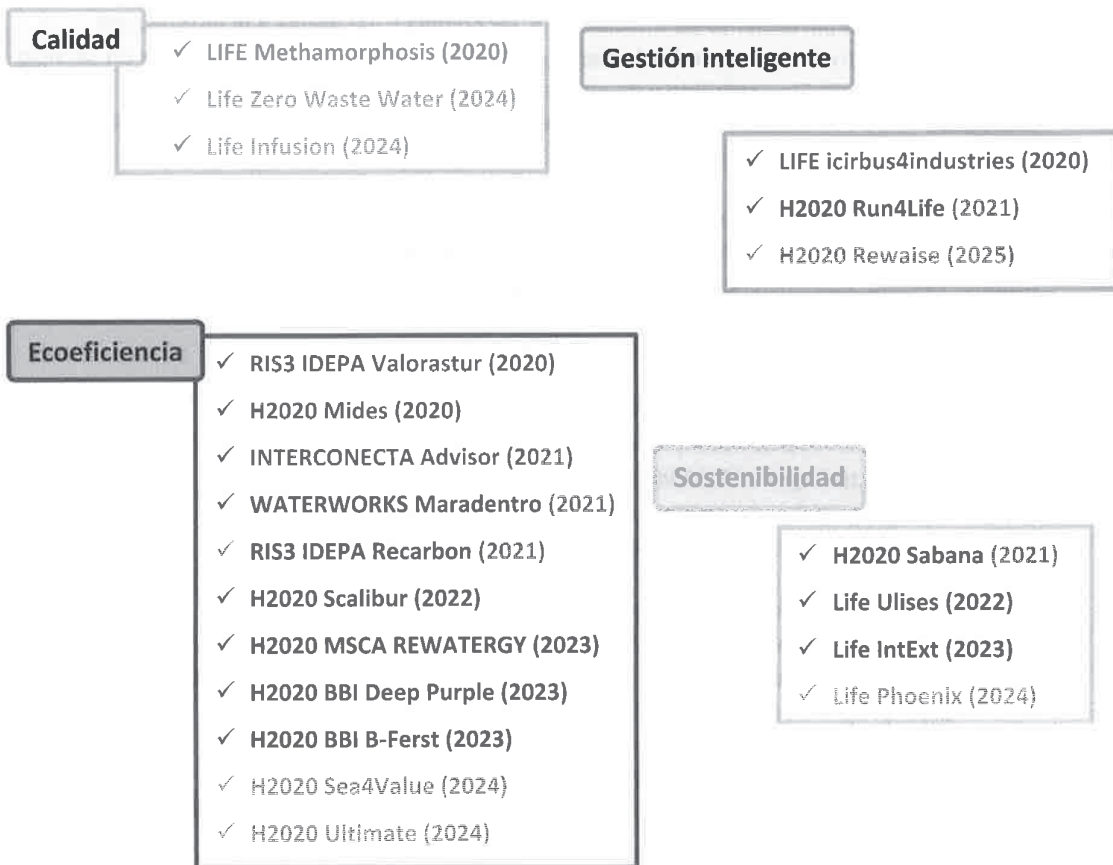 Calidad
✓ LIFE Methamorphosis (2020)
✓ Life Zero Waste Water (2024)
✓ Life Infusion (2024)
Gestión inteligente
✓ LIFE icirbus4industries (2020)
✓ H2020 Run4Life (2021)
✓ H2020 Rewaise (2025)
Ecoeficiencia
✓ RIS3 IDEPA Valorastur (2020)
✓ H2020 Mides (2020)
✓ INTERCONECTA Advisor (2021)
✓ WATERWORKS Maradentro (2021)
✓ RIS3 IDEPA Recarbon (2021)
✓ H2020 Scalibur (2022)
✓ H2020 MSCA REWATERGY (2023)
✓ H2020 BBI Deep Purple (2023)
✓ H2020 BBI B-Ferst (2023)
✓ H2020 Sea4Value (2024)
✓ H2020 Ultimate (2024)
Sostenibilidad
✓ H2020 Sabana (2021)
✓ Life Ulises (2022)
✓ Life IntExt (2023)
✓ Life Phoenix (2024)